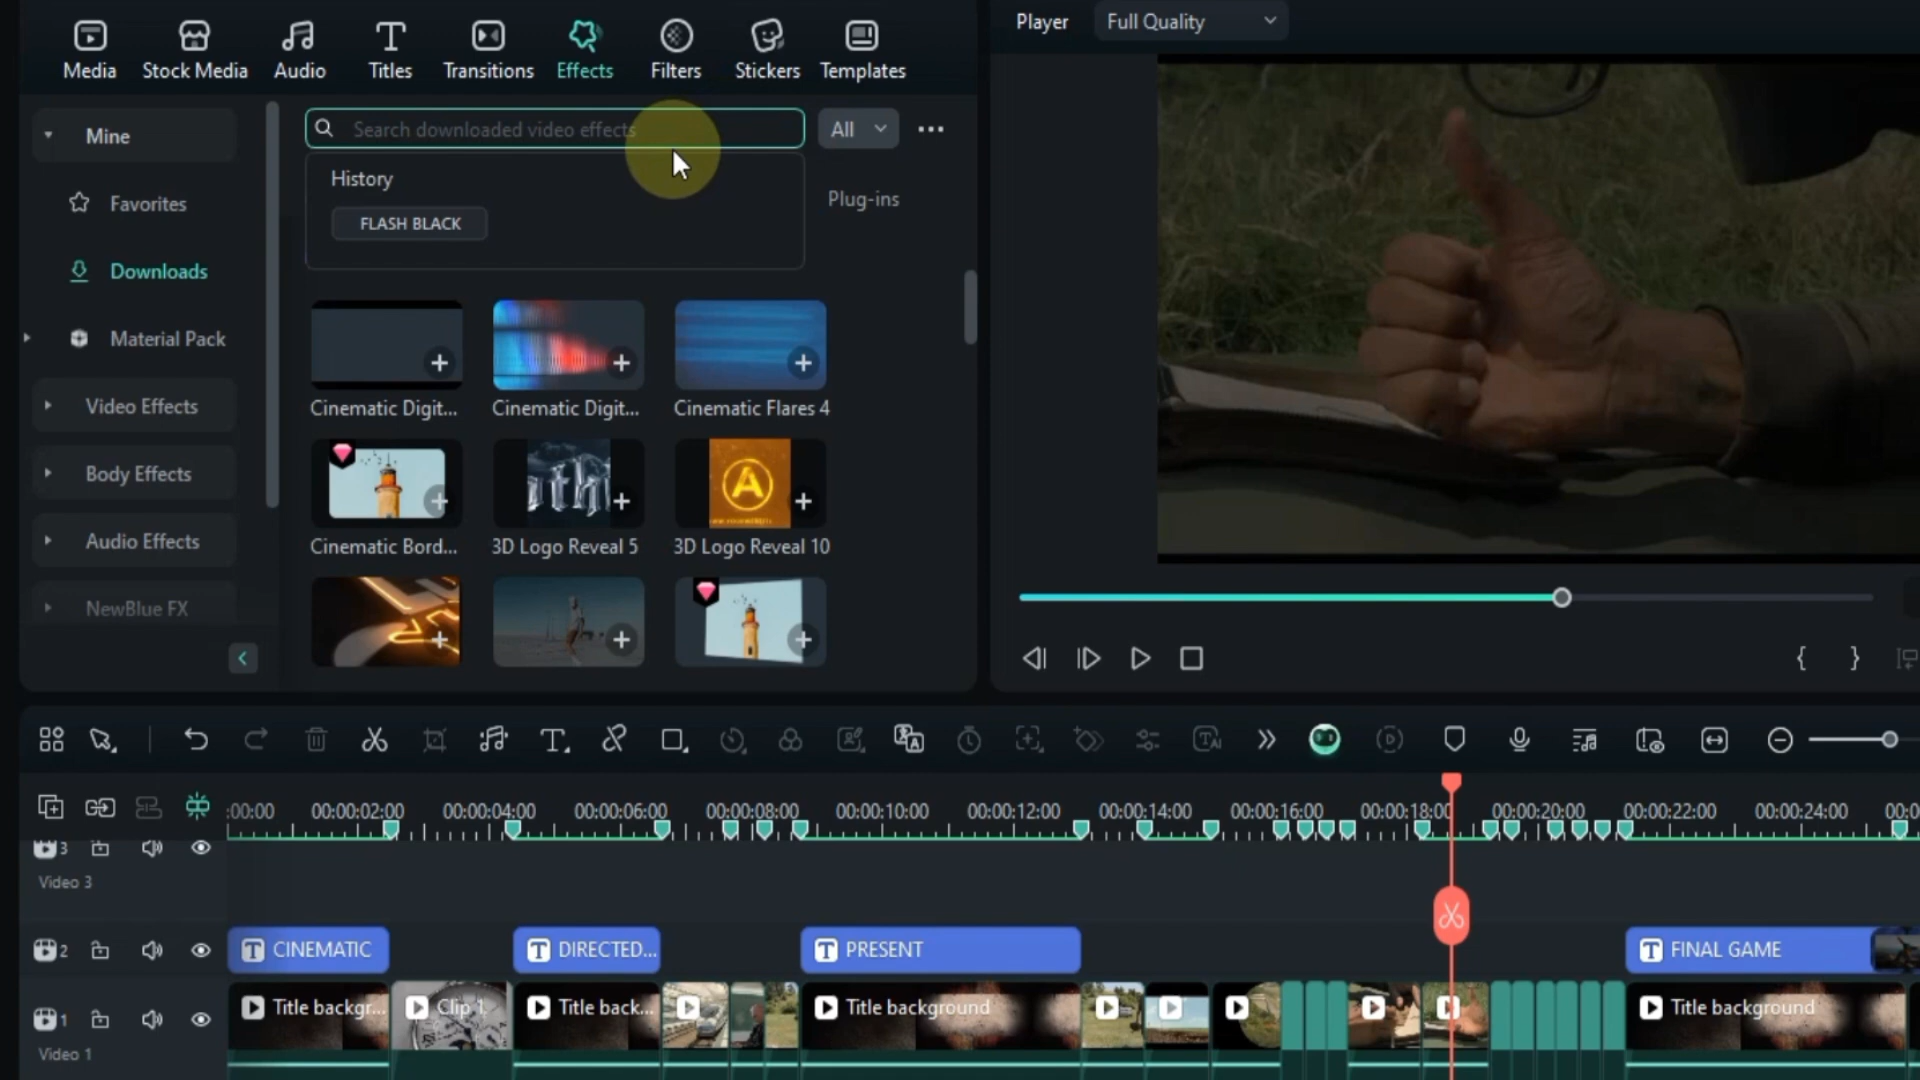 Player
Full Quality
Media
Stock Media
Audio
Titles
Transitions
Effects
Filters
Stickers
Templates
Mine
Search downloaded video effects
All
History
Plug-ins
FLASH BLACK
Favorites
Downloads
Material Pack
Video Effects
Body Effects
Audio Effects
NewBlue FX
Cinematic Digit...
Cinematic Digit...
Cinematic Flares 4
Cinematic Bord...
3D Logo Reveal 5
3D Logo Reveal 10
:00:00
00:00:02:00
00:00:04:00
00:00:06:00
00:00:08:00
00:00:10:00
00:00:12:00
00:00:14:00
00:00:16:00
00:00:18:00
00:00:20:00
00:00:22:00
00:00:24:00
00:0
3
Video 3
2
CINEMATIC
DIRECTED...
PRESENT
FINAL GAME
1
Title backgr...
Clip 1
Title back...
Title background
Title background
Video 1